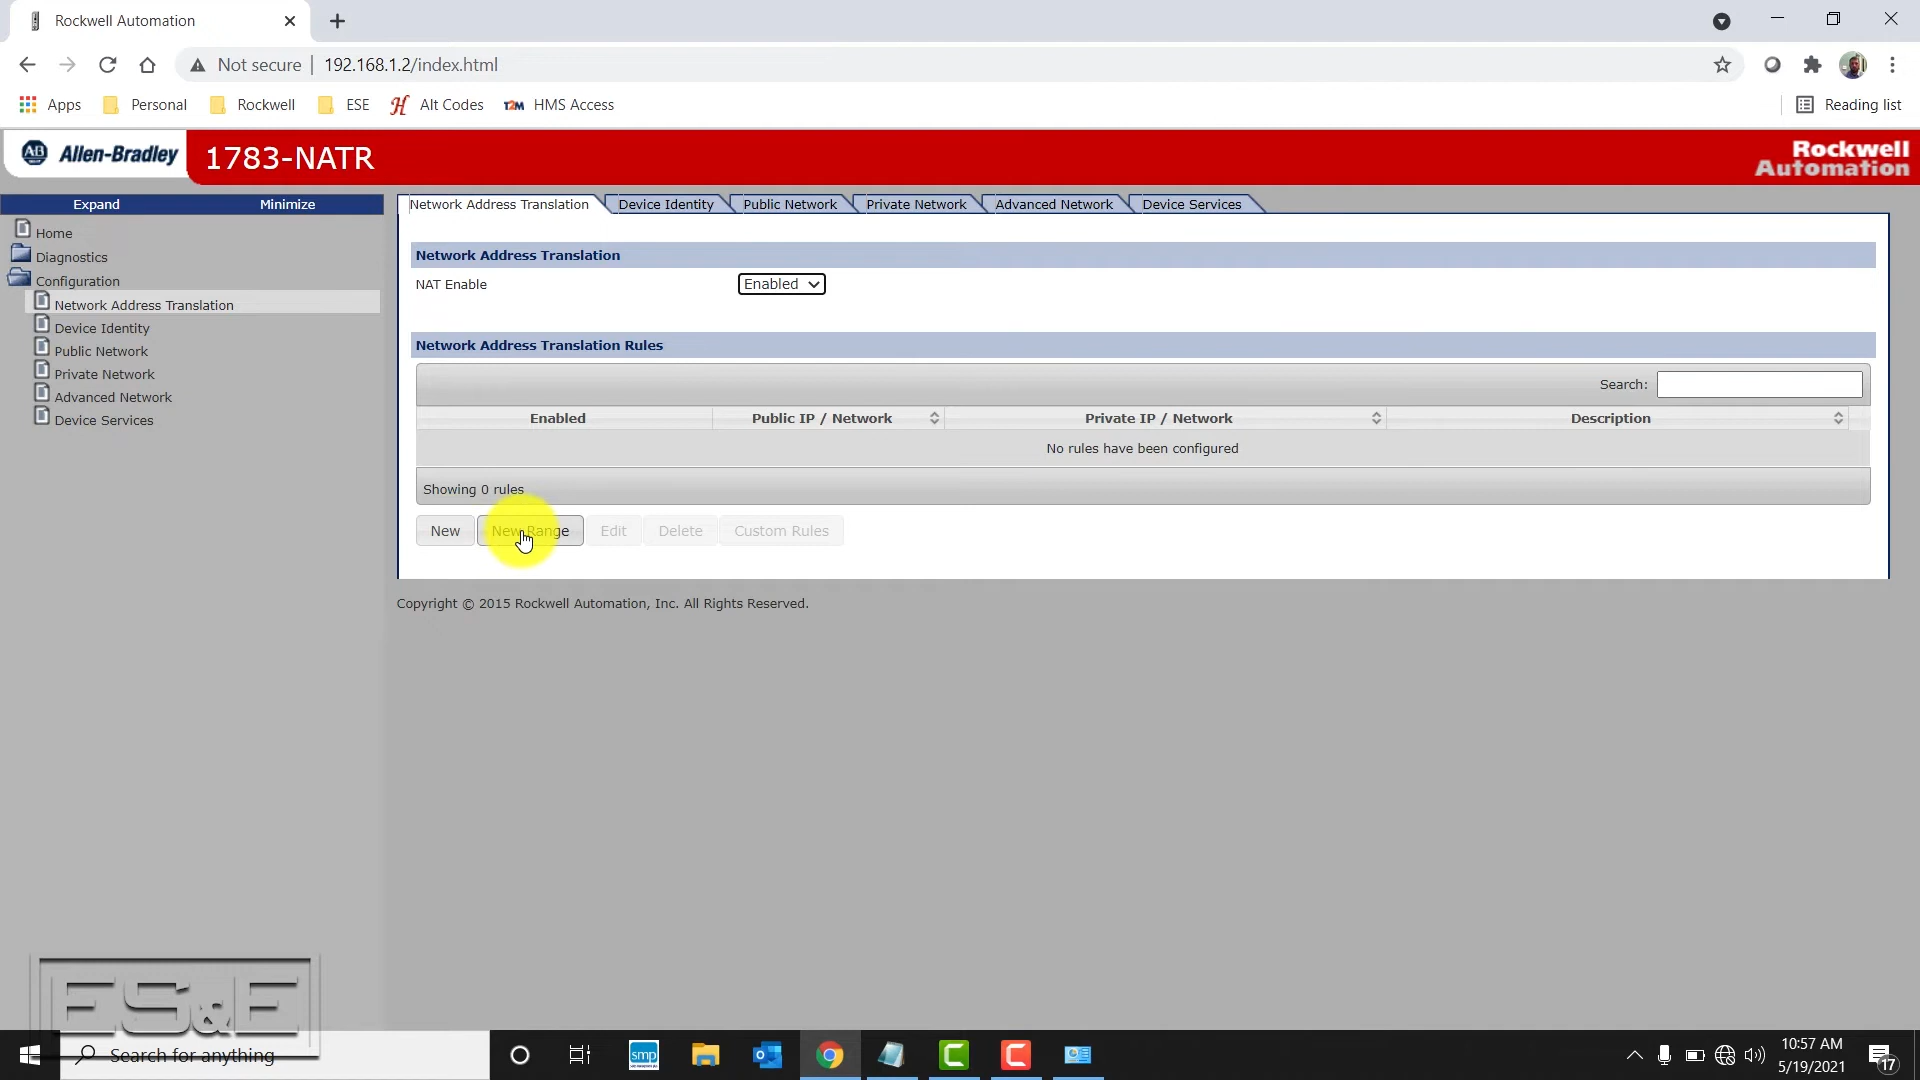 Rockwell Automation
Not secure | 192.168.1.2/index.html
Apps Personal Rockwell ESE Alt Codes HMS Access Reading list
AB Allen-Bradley 1783-NATR Rockwell Automation
Expand Minimize
Home
Diagnostics
Configuration
Network Address Translation
Device Identity
Public Network
Private Network
Advanced Network
Device Services
Network Address Translation Device Identity Public Network Private Network Advanced Network Device Services
Network Address Translation
NAT Enable Enabled
Network Address Translation Rules
Search:
Enabled Public IP / Network Private IP / Network Description
No rules have been configured
Showing 0 rules
New New Range Edit Delete Custom Rules
Copyright © 2015 Rockwell Automation, Inc. All Rights Reserved.
ES&E
Search for anything
smp
10:57 AM
5/19/2021
17